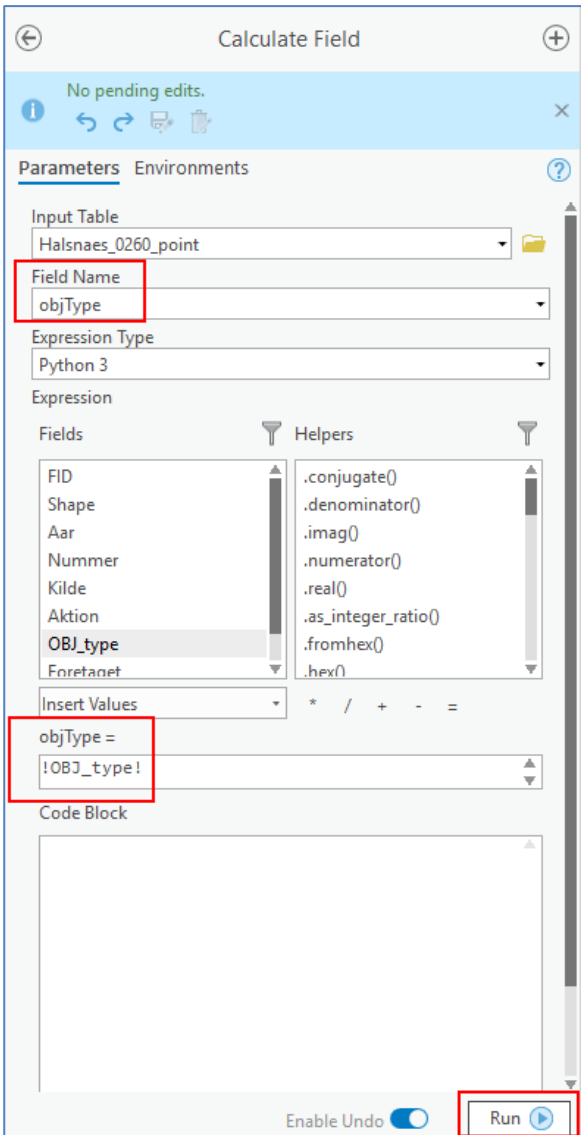 Calculate Field
No pending edits.
Parameters Environments
Input Table
Halsnaes_0260_point
Field Name
objType
Expression Type
Python 3
Expression
Fields
FID
Shape
Aar
Nummer
Kilde
Aktion
OBJ_type
Foretaget
Helpers
.conjugate()
.denominator()
.imag()
.numerator()
.real()
.as_integer_ratio()
.fromhex()
.hex()
Insert Values
* / + - =
objType =
!OBJ_type!
Code Block
Enable Undo
Run